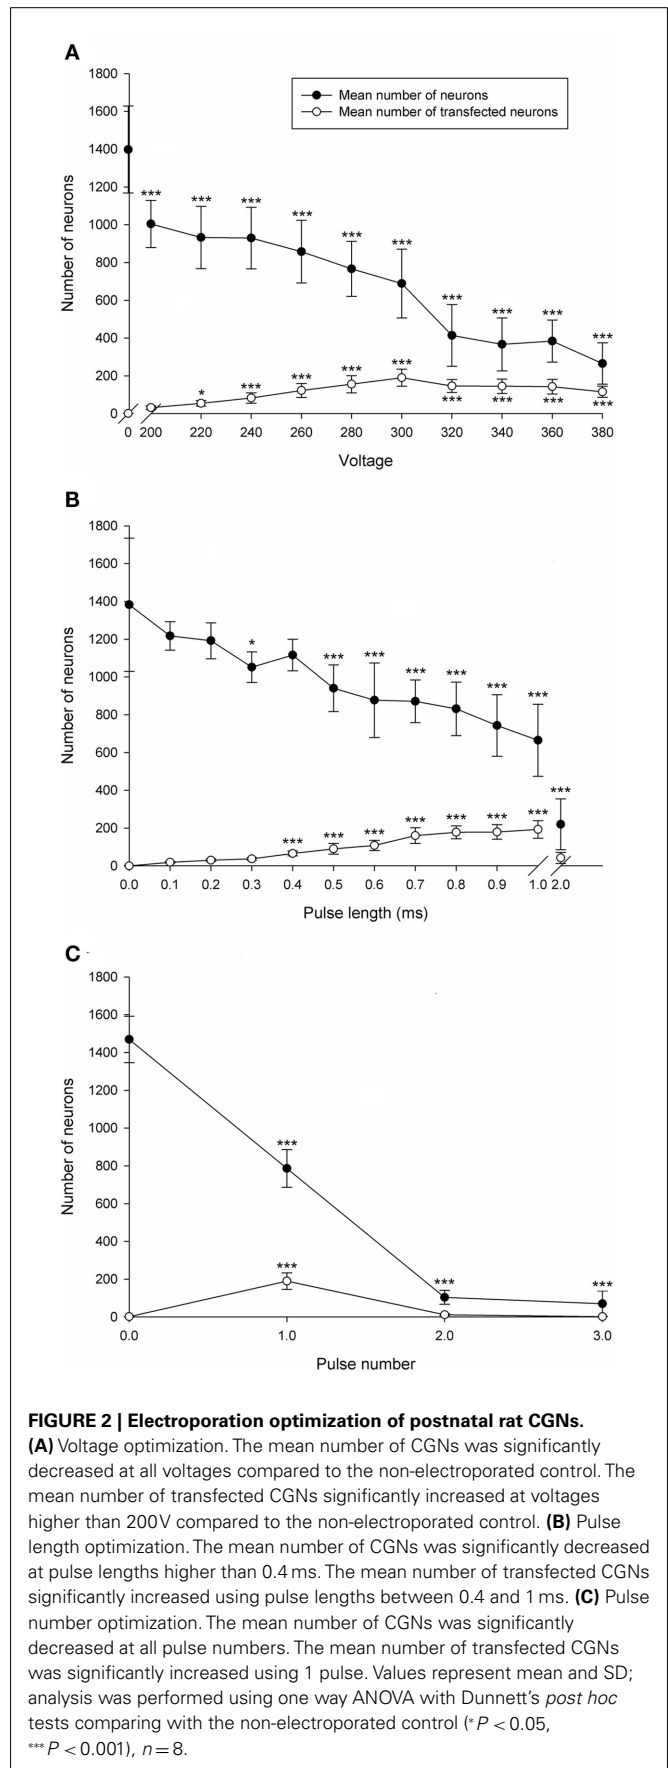 A
1800
1600
1400
1200
1000
800
600
400
200
0
Number of neurons
Mean number of neurons
Mean number of transfected neurons
*** *** *** *** *** *** *** *** *** ***
* *** *** *** *** *** *** *** ***
0 200 220 240 260 280 300 320 340 360 380
Voltage
B
1800
1600
1400
1200
1000
800
600
400
200
0
Number of neurons
* *** *** *** *** *** *** ***
*** *** *** *** *** *** ***
0.0 0.1 0.2 0.3 0.4 0.5 0.6 0.7 0.8 0.9 1.0 2.0
Pulse length (ms)
C
1800
1600
1400
1200
1000
800
600
400
200
0
Number of neurons
*** *** ***
***
0.0 1.0 2.0 3.0
Pulse number
FIGURE 2 | Electroporation optimization of postnatal rat CGNs.
(A) Voltage optimization. The mean number of CGNs was significantly
decreased at all voltages compared to the non-electroporated control. The
mean number of transfected CGNs significantly increased at voltages
higher than 200V compared to the non-electroporated control. (B) Pulse
length optimization. The mean number of CGNs was significantly decreased
at pulse lengths higher than 0.4 ms. The mean number of transfected CGNs
significantly increased using pulse lengths between 0.4 and 1 ms. (C) Pulse
number optimization. The mean number of CGNs was significantly
decreased at all pulse numbers. The mean number of transfected CGNs
was significantly increased using 1 pulse. Values represent mean and SD;
analysis was performed using one way ANOVA with Dunnett's post hoc
tests comparing with the non-electroporated control (*P < 0.05,
***P < 0.001), n = 8.